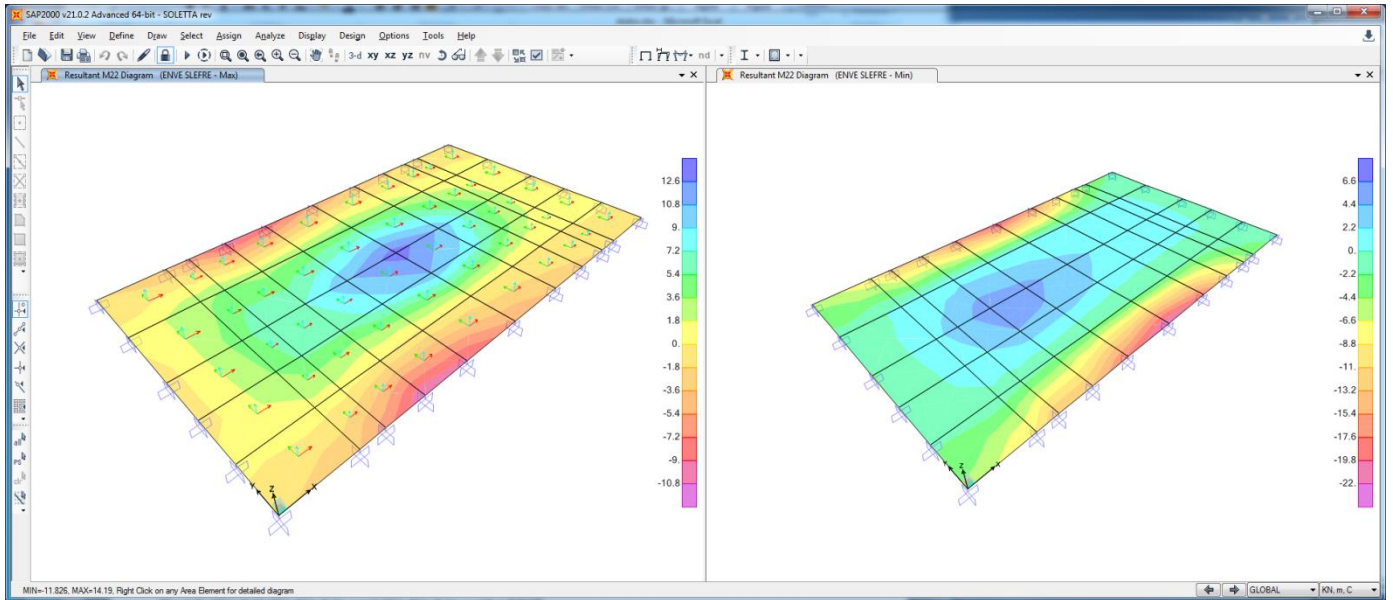 SAP2000 v21.0.2 Advanced 64-bit - SOLETTA rev
File Edit View Define Draw Select Assign Analyze Display Design Options Tools Help
3-d xy xz yz nv
nd
Resultant M22 Diagram (ENVE SLEFRE - Max)
12.6
10.8
9.
7.2
5.4
3.6
1.8
0.
-1.8
-3.6
-5.4
-7.2
-9.
-10.8
Y Z X
Resultant M22 Diagram (ENVE SLEFRE - Min)
6.6
4.4
2.2
0.
-2.2
-4.4
-6.6
-8.8
-11.
-13.2
-15.4
-17.6
-19.8
-22.
Y Z X
all
PS
MIN=-11.826, MAX=14.19, Right Click on any Area Element for detailed diagram
GLOBAL
KN, m, C